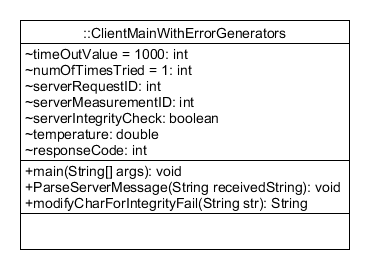 ::ClientMainWithErrorGenerators
~timeOutValue = 1000: int
~numOfTimesTried = 1: int
~serverRequestID: int
~serverMeasurementID: int
~serverIntegrityCheck: boolean
~temperature: double
~responseCode: int
+main(String[] args): void
+ParseServerMessage(String receivedString): void
+modifyCharForIntegrityFail(String str): String